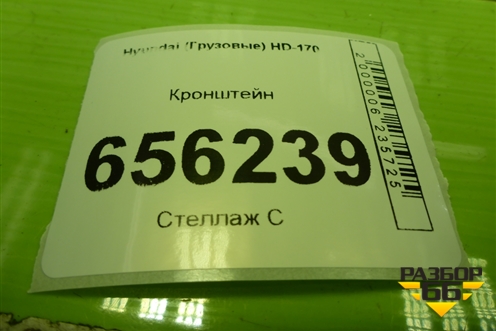 Hyundai (Грузовые) HD-170
Кронштейн
656239
Стеллаж С
2000006235725
РАЗБОР
66